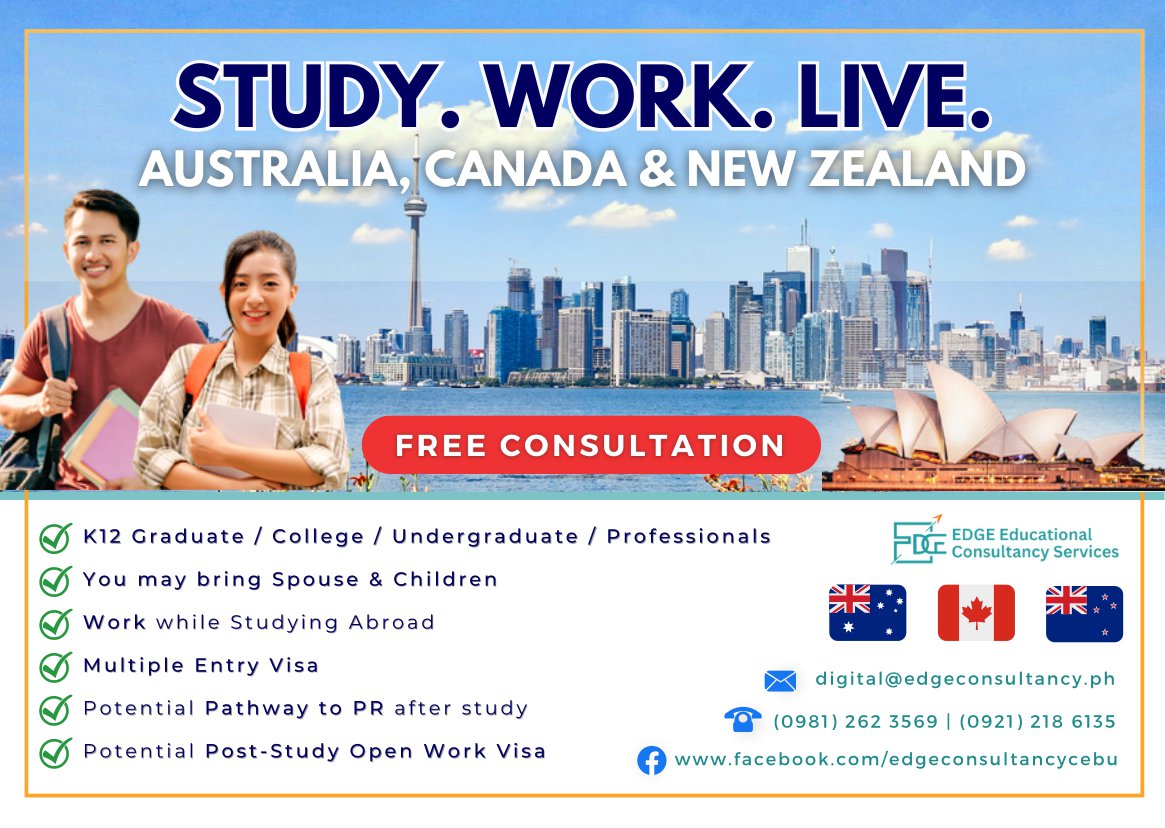 STUDY. WORK. LIVE.
AUSTRALIA, CANADA & NEW ZEALAND
FREE CONSULTATION
K12 Graduate / College / Undergraduate / Professionals
You may bring Spouse & Children
Work while Studying Abroad
Multiple Entry Visa
Potential Pathway to PR after study
Potential Post-Study Open Work Visa
EDGE
EDGE Educational
Consultancy Services
digital@edgeconsultancy.ph
(0981) 262 3569 | (0921) 218 6135
www.facebook.com/edgeconsultancycebu